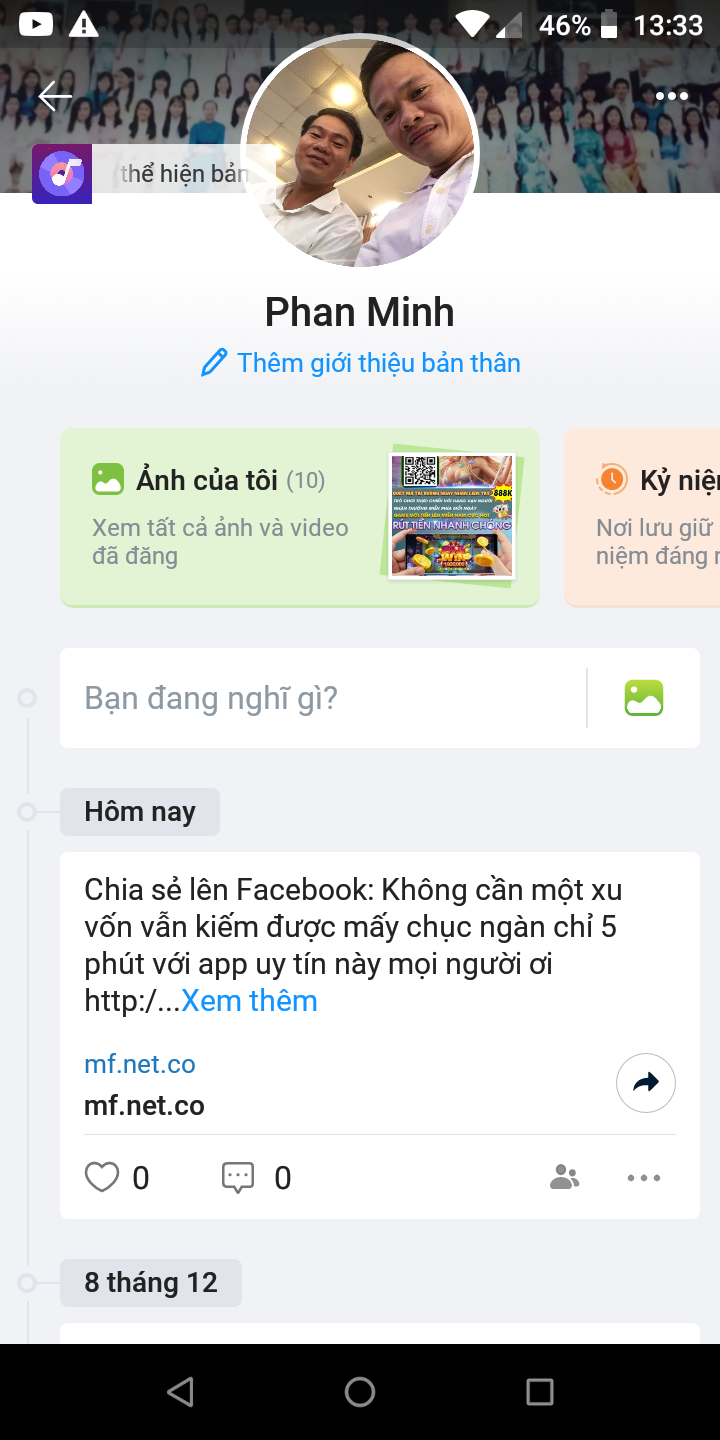 46% 13:33
thể hiện bản
Phan Minh
Thêm giới thiệu bản thân
Ảnh của tôi (10)
Xem tất cả ảnh và video
đã đăng
888K
RÚT TIỀN NHANH CHÓNG
Kỷ niệ
Nơi lưu giữ
niệm đáng
Bạn đang nghĩ gì?
Hôm nay
Chia sẻ lên Facebook: Không cần một xu
vốn vẫn kiếm được mấy chục ngàn chỉ 5
phút với app uy tín này mọi người ơi
http:/...Xem thêm
mf.net.co
mf.net.co
0 0
8 tháng 12